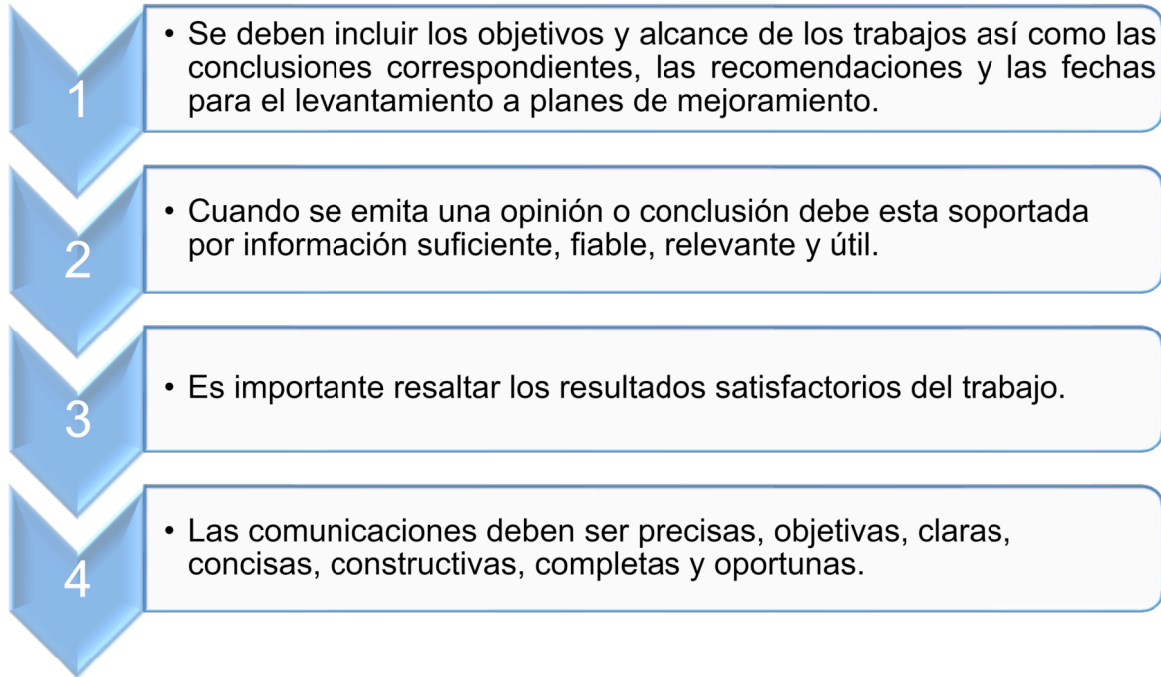 1
• Se deben incluir los objetivos y alcance de los trabajos así como las
conclusiones correspondientes, las recomendaciones y las fechas
para el levantamiento a planes de mejoramiento.
2
• Cuando se emita una opinión o conclusión debe esta soportada
por información suficiente, fiable, relevante y útil.
3
• Es importante resaltar los resultados satisfactorios del trabajo.
4
• Las comunicaciones deben ser precisas, objetivas, claras,
concisas, constructivas, completas y oportunas.